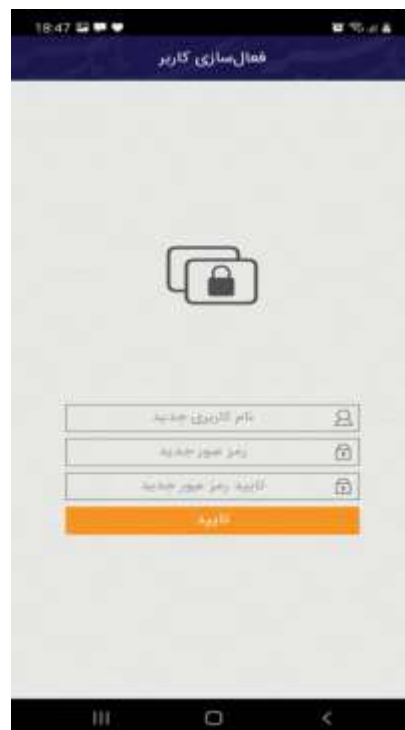 18:47
فعال‌سازی کاربر
نام کاربری جدید
رمز عبور جدید
تایید رمز عبور جدید
تایید